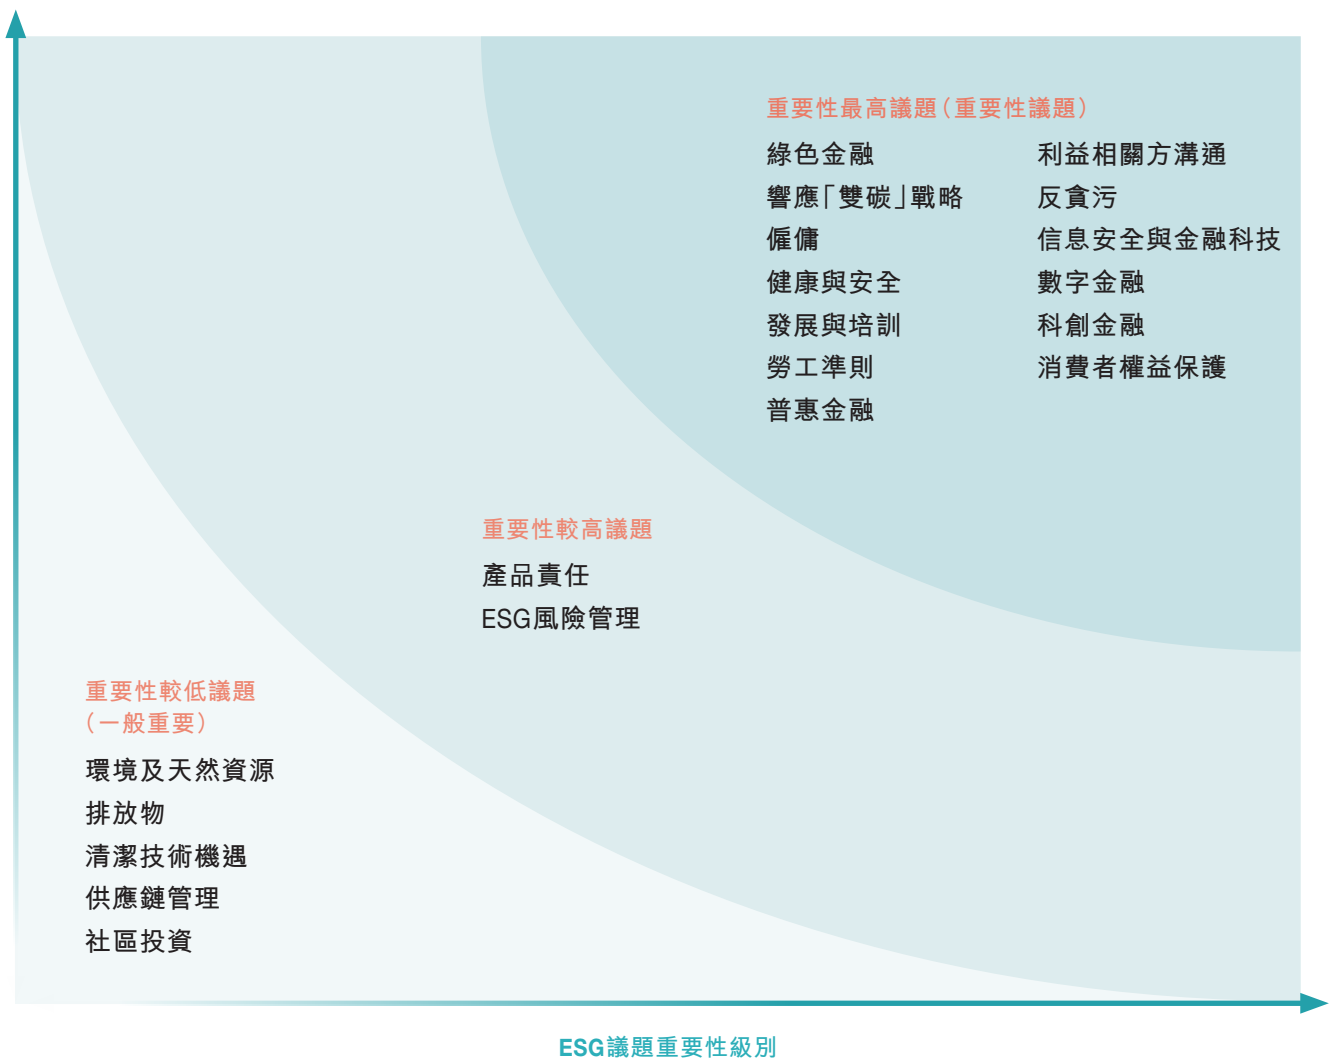 重要性最高議題（重要性議題）
綠色金融
響應「雙碳」戰略
僱傭
健康與安全
發展與培訓
勞工準則
普惠金融
利益相關方溝通
反貪污
信息安全與金融科技
數字金融
科創金融
消費者權益保護
重要性較高議題
產品責任
ESG風險管理
重要性較低議題
（一般重要）
環境及天然資源
排放物
清潔技術機遇
供應鏈管理
社區投資
ESG議題重要性級別